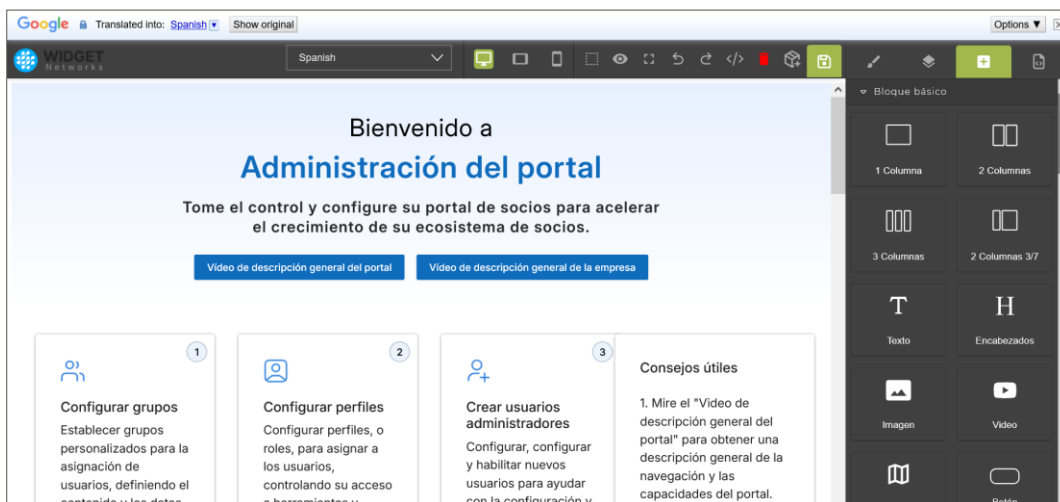 Google Translated into: Spanish Show original Options ▼
WIDGET
Networks
Spanish
</>
Bloque básico
1 Columna
2 Columnas
3 Columnas
2 Columnas 3/7
T
Texto
H
Encabezados
Imagen
Video
Bienvenido a
Administración del portal
Tome el control y configure su portal de socios para acelerar
el crecimiento de su ecosistema de socios.
Vídeo de descripción general del portal
Vídeo de descripción general de la empresa
1
Configurar grupos
Establecer grupos
personalizados para la
asignación de
usuarios, definiendo el
2
Configurar perfiles
Configurar perfiles, o
roles, para asignar a
los usuarios,
controlando su acceso
3
Crear usuarios
administradores
Configurar, configurar
y habilitar nuevos
usuarios para ayudar
con la configuración y
Consejos útiles
1. Mire el "Video de
descripción general del
portal" para obtener una
descripción general de la
navegación y las
capacidades del portal.